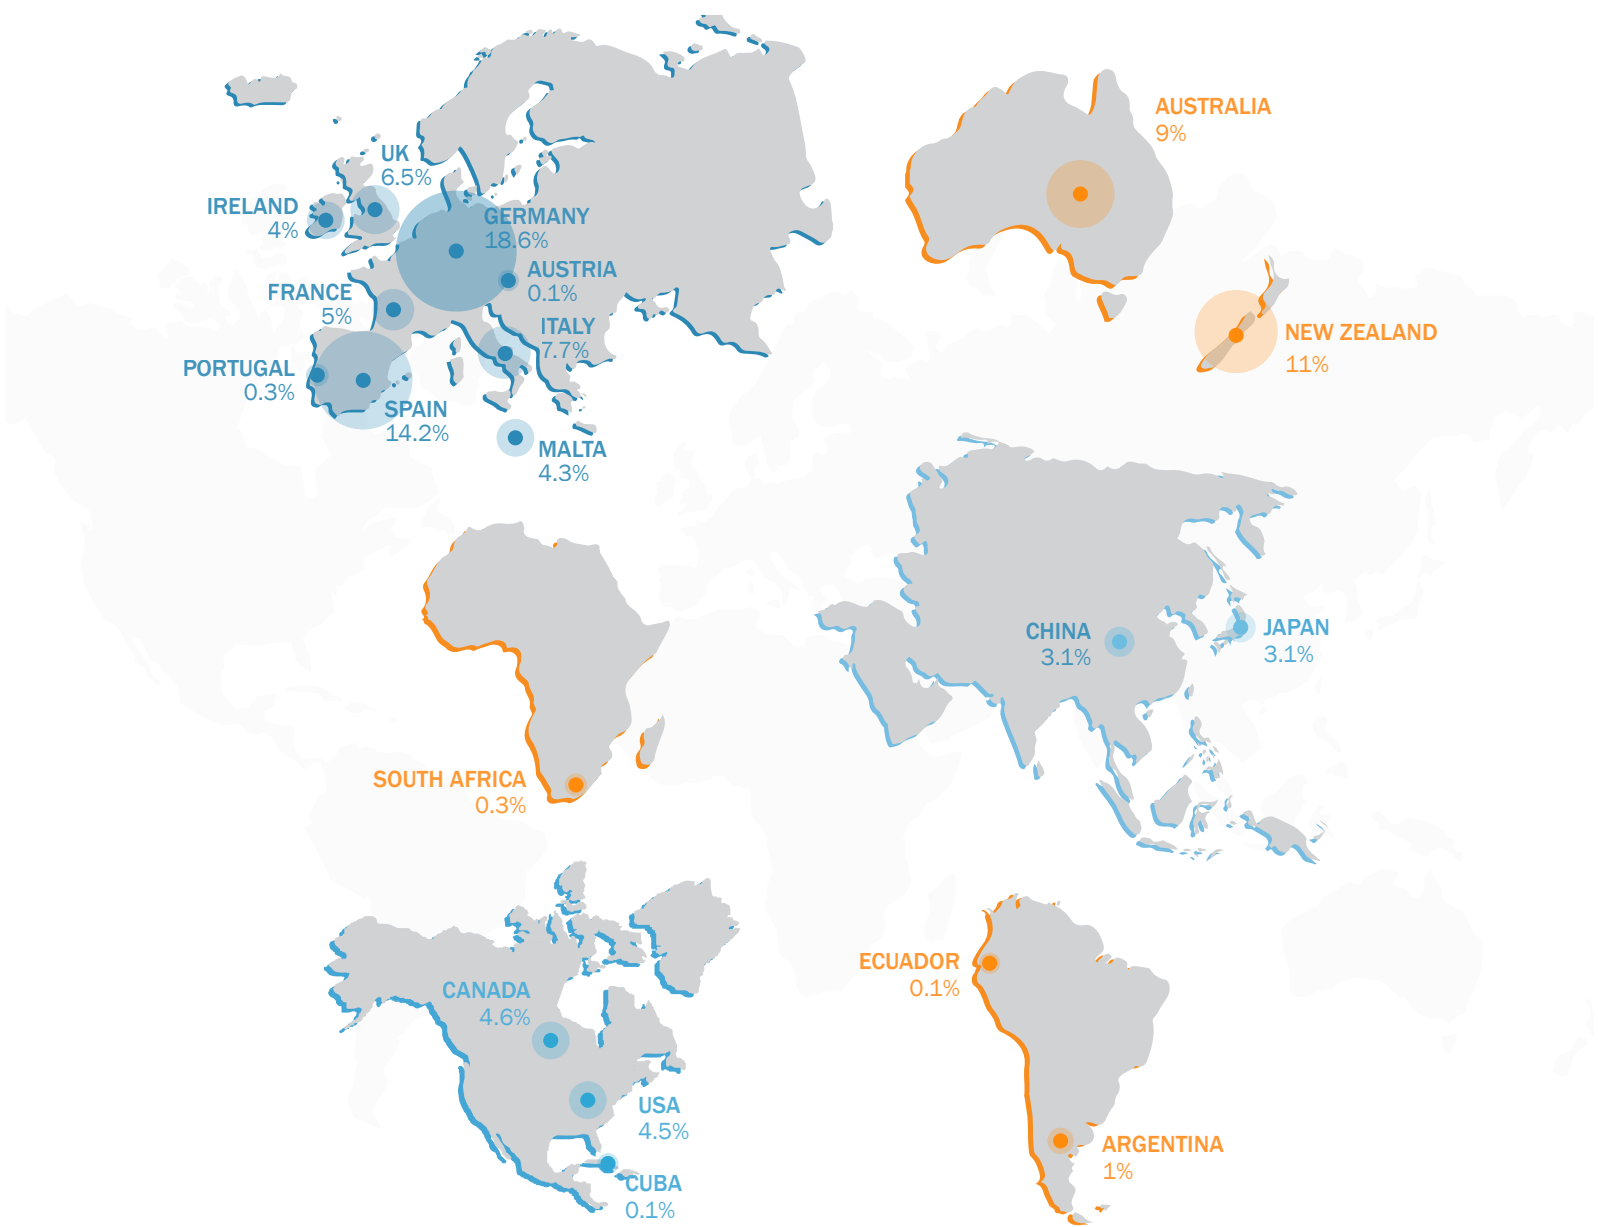 UK
6.5%
IRELAND
4%
GERMANY
18.6%
AUSTRIA
0.1%
FRANCE
5%
ITALY
7.7%
PORTUGAL
0.3%
SPAIN
14.2%
MALTA
4.3%
AUSTRALIA
9%
NEW ZEALAND
11%
SOUTH AFRICA
0.3%
CHINA
3.1%
JAPAN
3.1%
CANADA
4.6%
USA
4.5%
CUBA
0.1%
ECUADOR
0.1%
ARGENTINA
1%